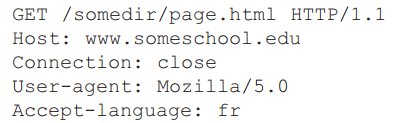 GET /somedir/page.html HTTP/1.1
Host: www.someschool.edu
Connection: close
User-agent: Mozilla/5.0
Accept-language: fr